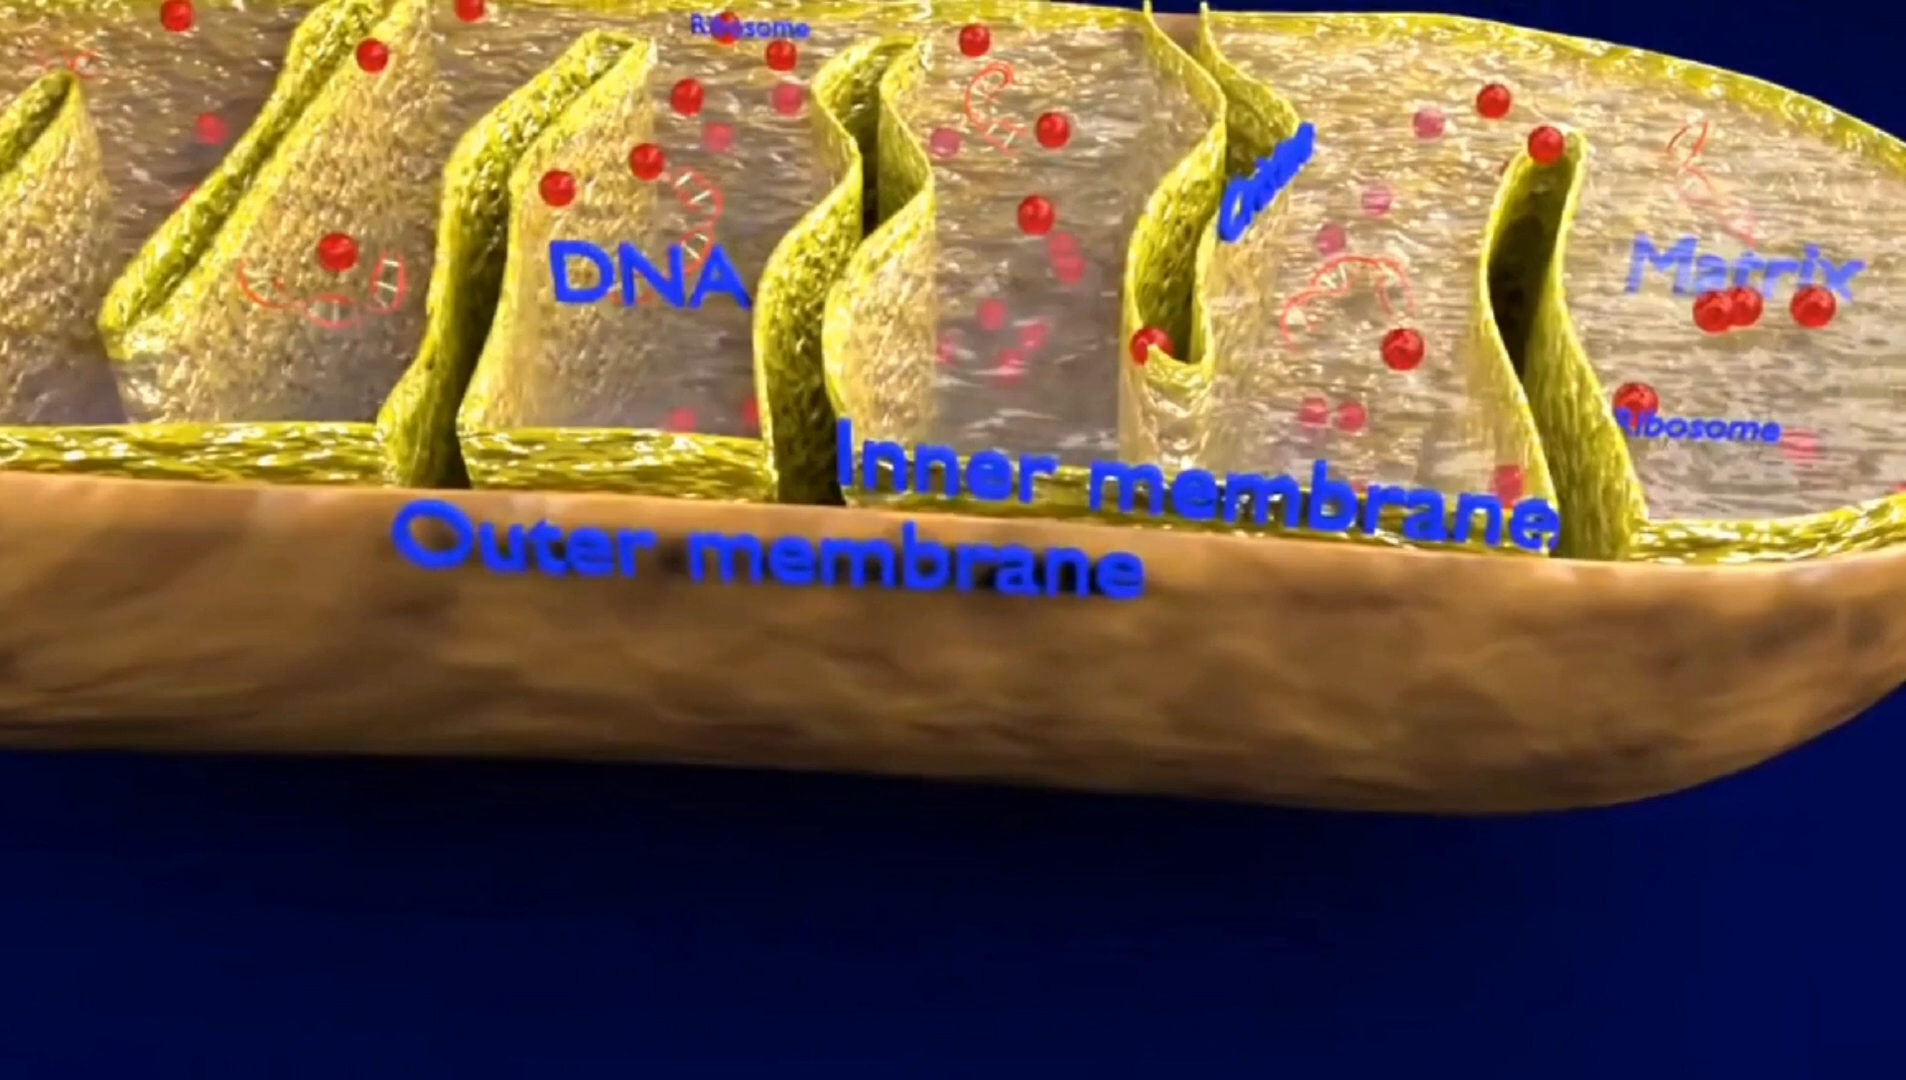 Ribosome
DNA
Matrix
Ribosome
Inner membrane
Outer membrane